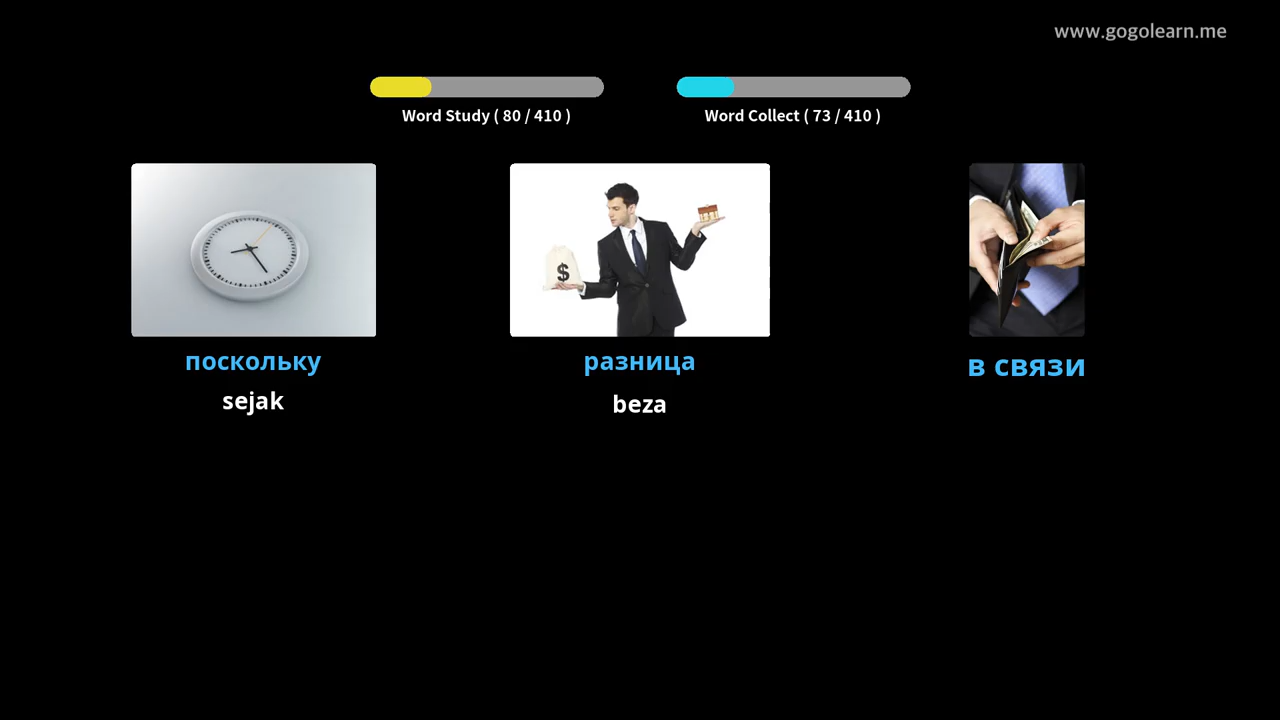 www.gogolearn.me
Word Study ( 80 / 410 )
Word Collect ( 73 / 410 )
$
поскольку
разница
в связи
sejak
beza